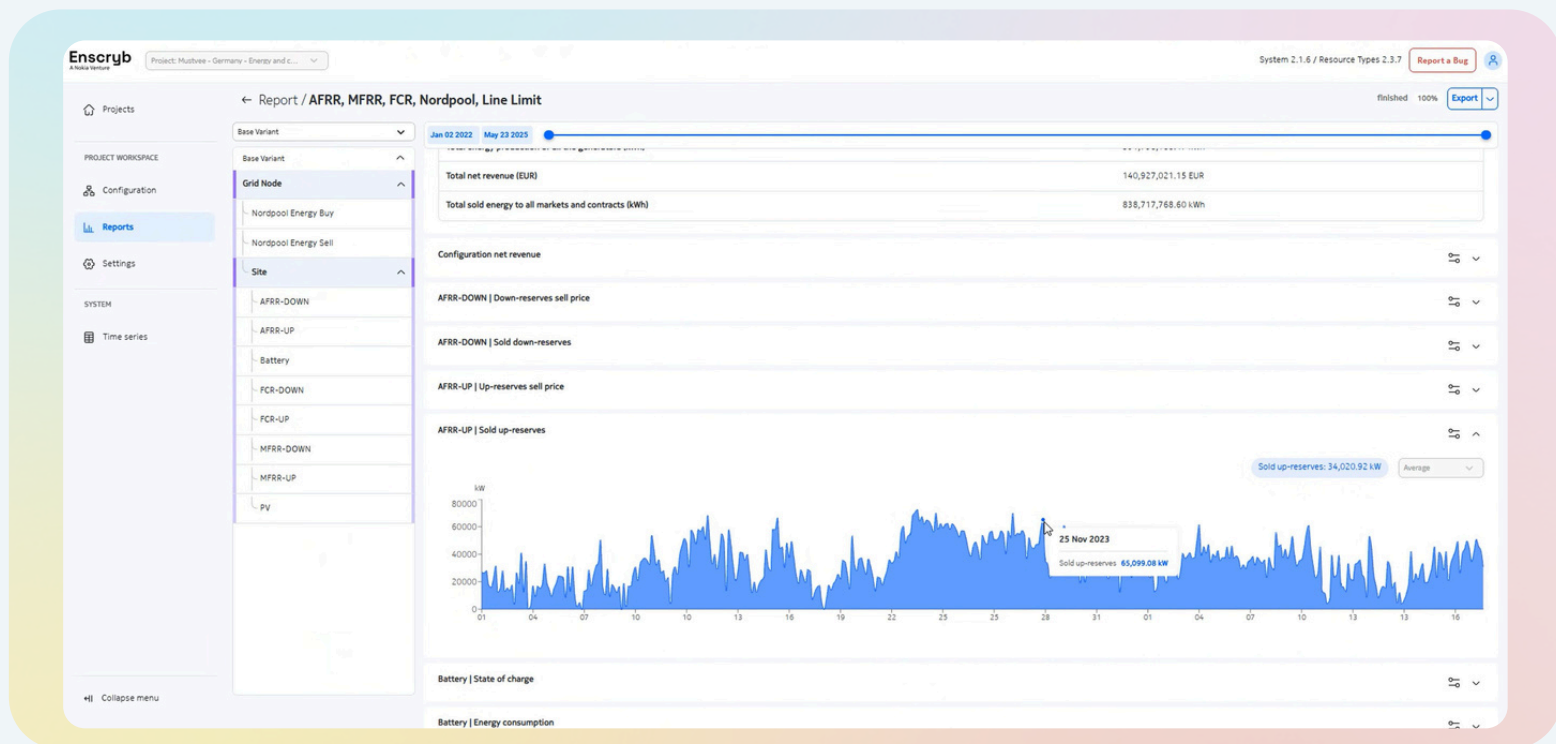 Enscryb
A Nokia Venture
Project: Mustvee - Germany - Energy and c...
System 2.1.6 / Resource Types 2.3.7
Report a Bug
Projects
PROJECT WORKSPACE
Configuration
Reports
Settings
SYSTEM
Time series
Collapse menu
← Report / AFRR, MFRR, FCR, Nordpool, Line Limit
finished 100% Export
Base Variant
Base Variant
Grid Node
Nordpool Energy Buy
Nordpool Energy Sell
Site
AFRR-DOWN
AFRR-UP
Battery
FCR-DOWN
FCR-UP
MFRR-DOWN
MFRR-UP
PV
Jan 02 2022 May 23 2025
Total net revenue (EUR) 140,927,021.15 EUR
Total sold energy to all markets and contracts (kWh) 838,717,768.60 kWh
Configuration net revenue
AFRR-DOWN | Down-reserves sell price
AFRR-DOWN | Sold down-reserves
AFRR-UP | Up-reserves sell price
AFRR-UP | Sold up-reserves
Sold up-reserves: 34,020.92 kW Average
kW
80000
60000
40000
20000
0
25 Nov 2023
Sold up-reserves 65,099.08 kW
01 04 07 10 10 13 16 19 22 25 25 28 31 01 04 07 10 13 13 16
Battery | State of charge
Battery | Energy consumption